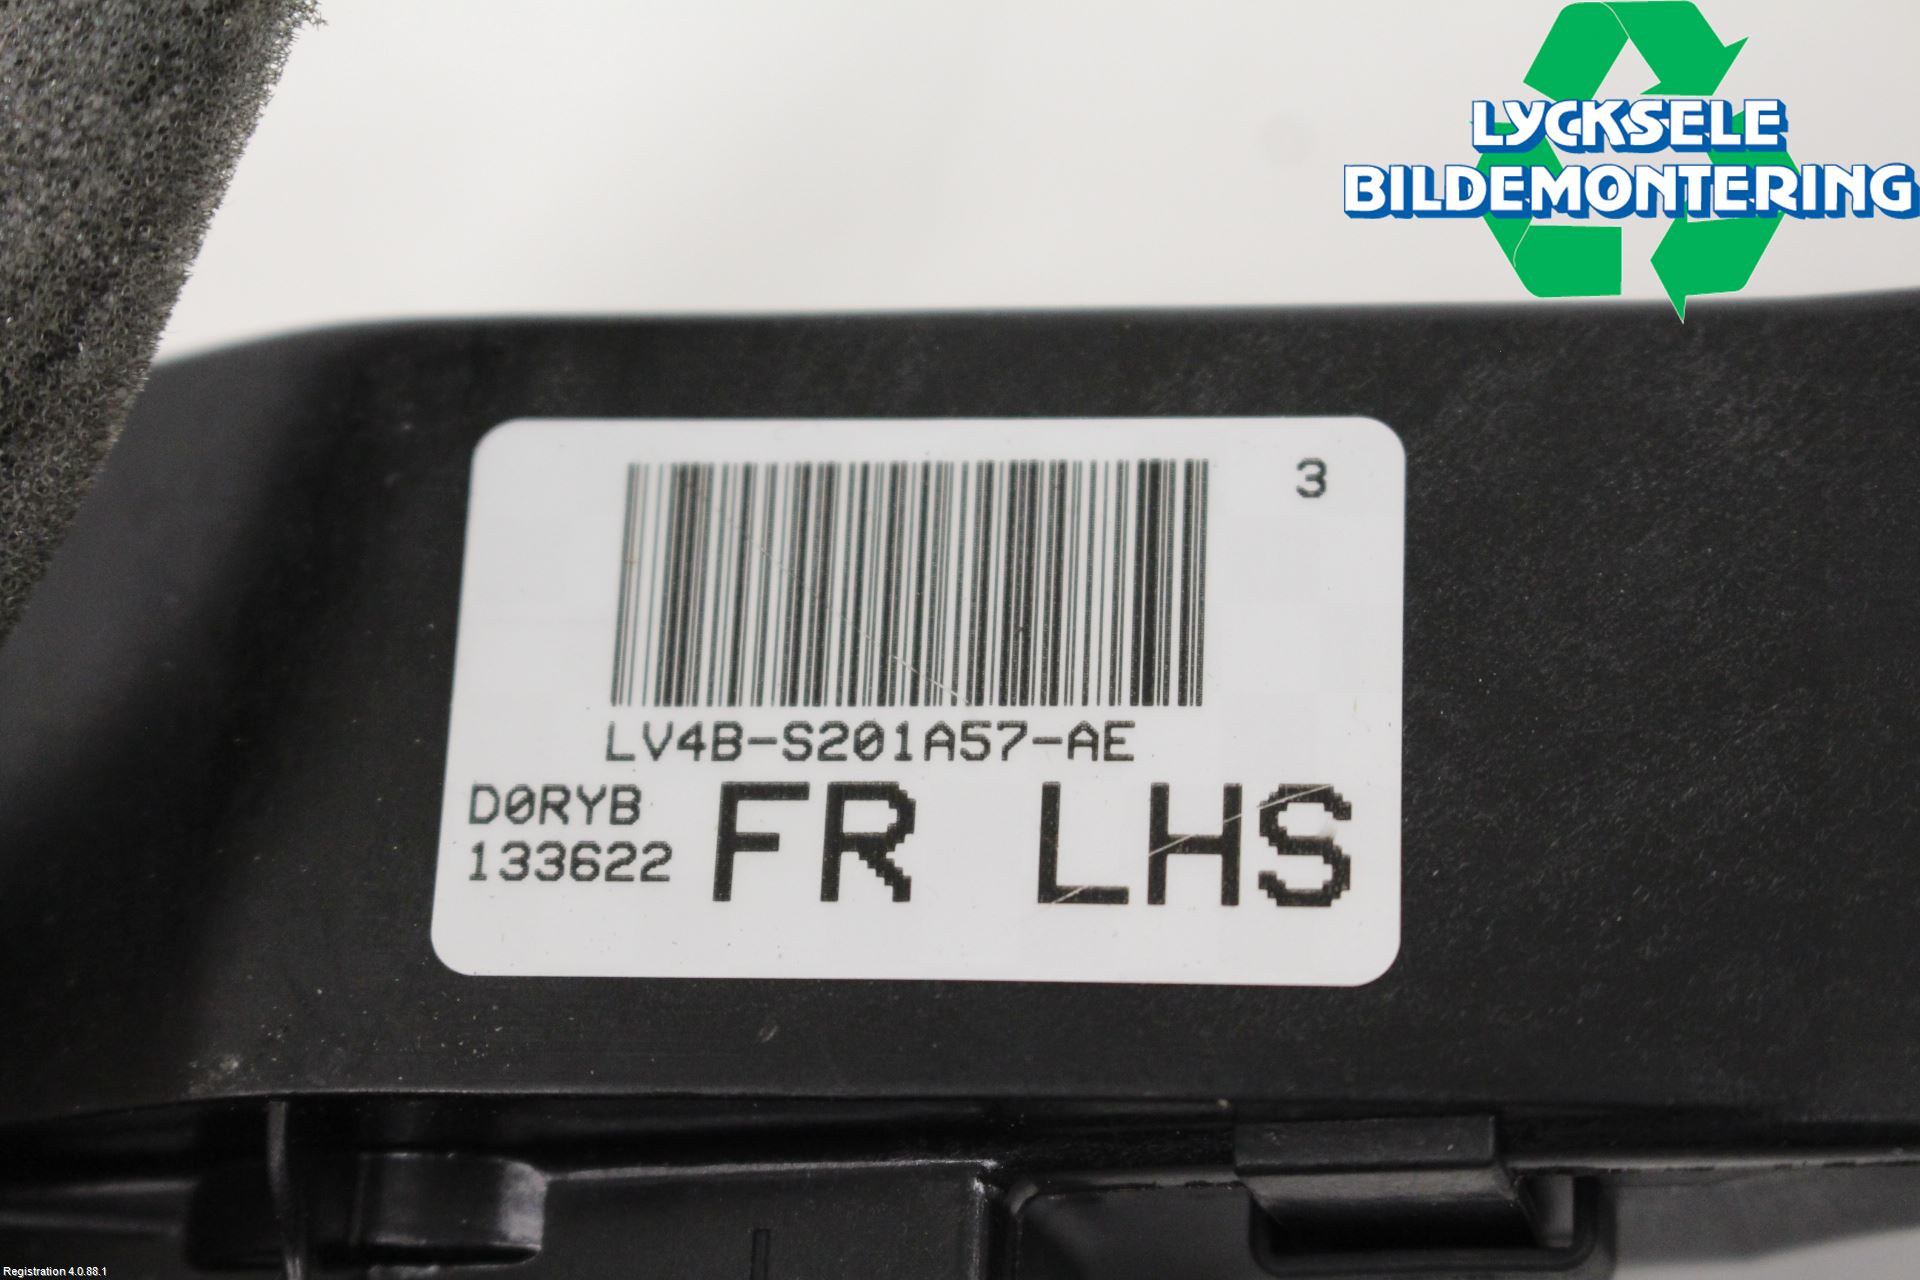 LYCKSELE
BILDEMONTERING
3
LV4B-S201A57-AE
D0RYB
133622
FR LHS
Registration 4.0.88.1